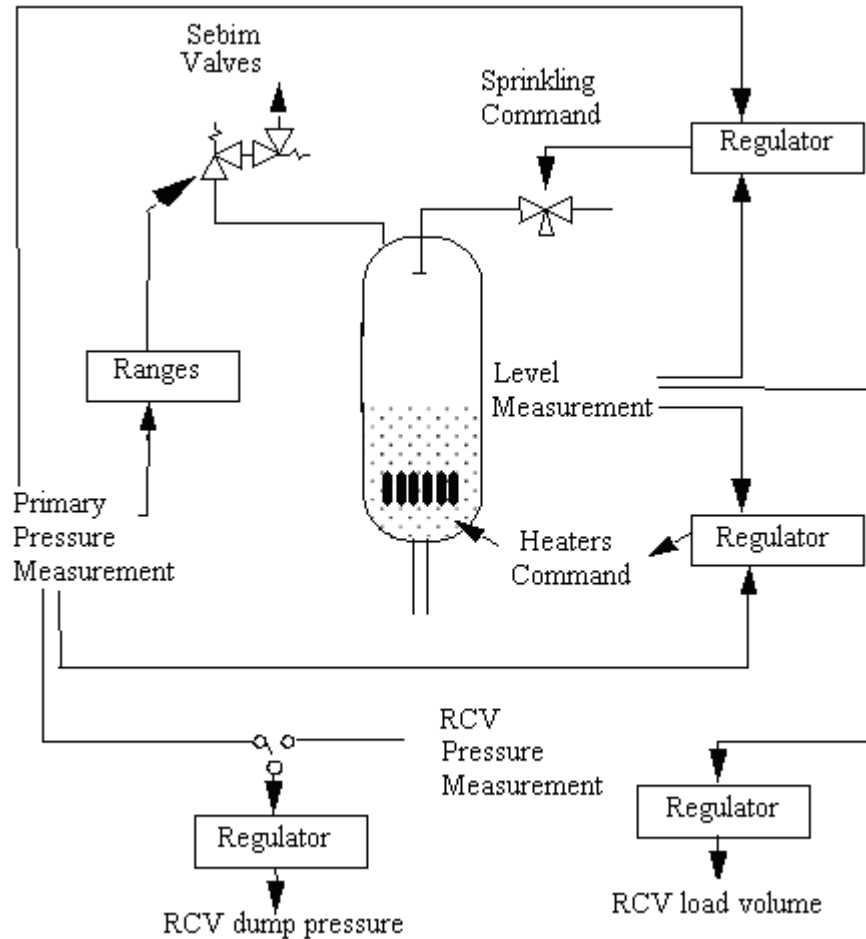 Sebim
Valves
Sprinkling
Command
Regulator
Ranges
Level
Measurement
Primary
Pressure
Measurement
Heaters
Command
Regulator
RCV
Pressure
Measurement
Regulator
Regulator
RCV dump pressure
RCV load volume